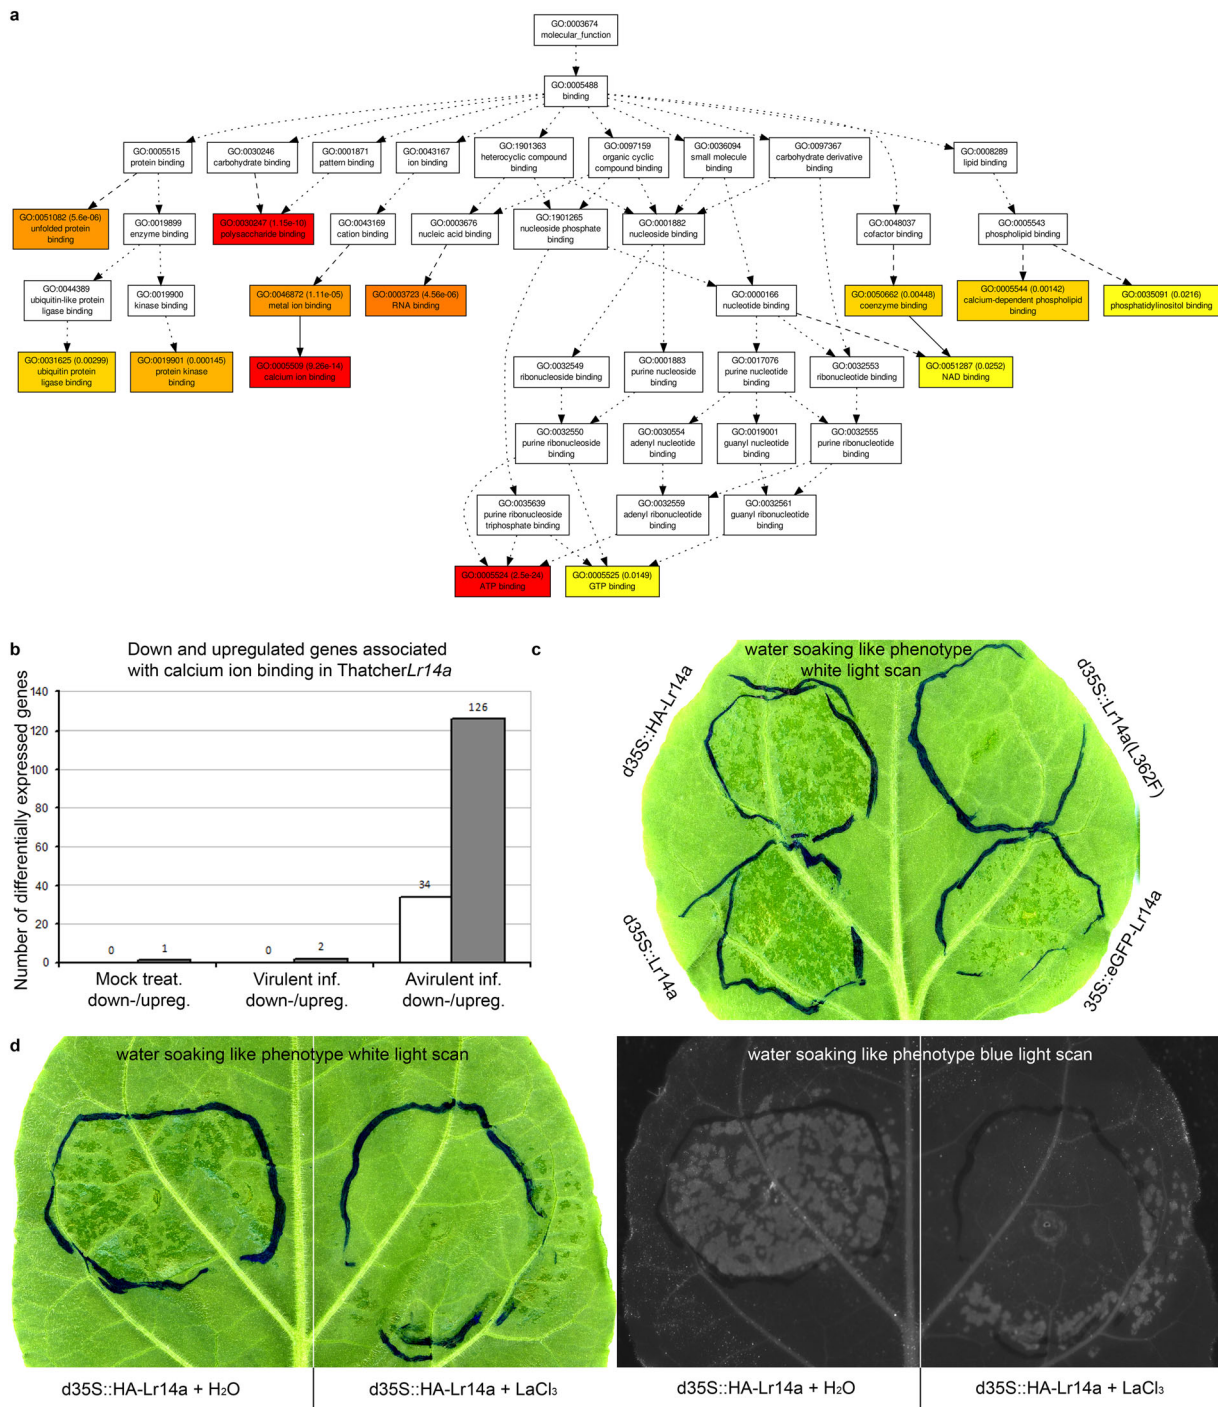 a
GO:0003674
molecular_function
GO:0005488
binding
GO:0005515
protein binding
GO:0030246
carbohydrate binding
GO:0001871
pattern binding
GO:0043167
ion binding
GO:1901363
heterocyclic compound
binding
GO:0097159
organic cyclic
compound binding
GO:0036094
small molecule
binding
GO:0097367
carbohydrate derivative
binding
GO:0008289
lipid binding
GO:0051082 (5.6e-06)
unfolded protein
binding
GO:0019899
enzyme binding
GO:0030247 (1.15e-10)
polysaccharide binding
GO:0043169
cation binding
GO:0003676
nucleic acid binding
GO:1901265
nucleoside phosphate
binding
GO:0001882
nucleoside binding
GO:0048037
cofactor binding
GO:0005543
phospholipid binding
GO:0044389
ubiquitin-like protein
ligase binding
GO:0019900
kinase binding
GO:0046872 (1.11e-05)
metal ion binding
GO:0003723 (4.56e-06)
RNA binding
GO:0000166
nucleotide binding
GO:0050662 (0.00448)
coenzyme binding
GO:0005544 (0.00142)
calcium-dependent phospholipid
binding
GO:0035091 (0.0216)
phosphatidylinositol binding
GO:0031625 (0.00299)
ubiquitin protein
ligase binding
GO:0019901 (0.000145)
protein kinase
binding
GO:0005509 (9.26e-14)
calcium ion binding
GO:0032549
ribonucleoside binding
GO:0001883
purine nucleoside
binding
GO:0017076
purine nucleotide
binding
GO:0032553
ribonucleotide binding
GO:0051287 (0.0252)
NAD binding
GO:0032550
purine ribonucleoside
binding
GO:0030554
adenyl nucleotide
binding
GO:0019001
guanyl nucleotide
binding
GO:0032555
purine ribonucleotide
binding
GO:0035639
purine ribonucleoside
triphosphate binding
GO:0032559
adenyl ribonucleotide
binding
GO:0032561
guanyl ribonucleotide
binding
GO:0005524 (2.5e-24)
ATP binding
GO:0005525 (0.0149)
GTP binding
b
Down and upregulated genes associated
with calcium ion binding in ThatcherLr14a
Number of differentially expressed genes
140
120
100
80
60
40
20
0
0
1
0
2
34
126
Mock treat.
down-/upreg.
Virulent inf.
down-/upreg.
Avirulent inf.
down-/upreg.
c
water soaking like phenotype
white light scan
d35S::HA-Lr14a
d35S::Lr14a(L362F)
d35S::Lr14a
35S::eGFP-Lr14a
d
water soaking like phenotype white light scan
water soaking like phenotype blue light scan
d35S::HA-Lr14a + H₂O
d35S::HA-Lr14a + LaCl₃
d35S::HA-Lr14a + H₂O
d35S::HA-Lr14a + LaCl₃